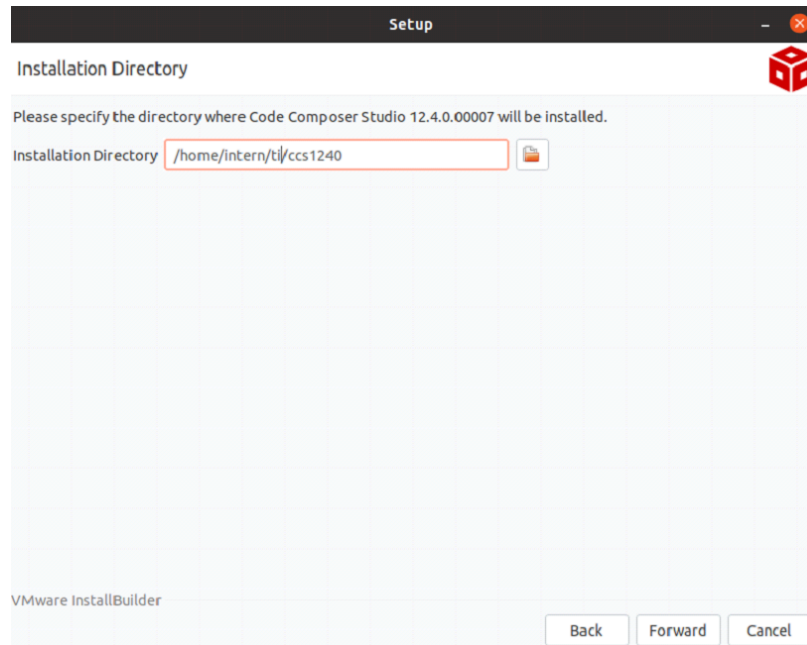 Setup
Installation Directory
Please specify the directory where Code Composer Studio 12.4.0.00007 will be installed.
Installation Directory /home/intern/ti/ccs1240
VMware InstallBuilder
Back Forward Cancel